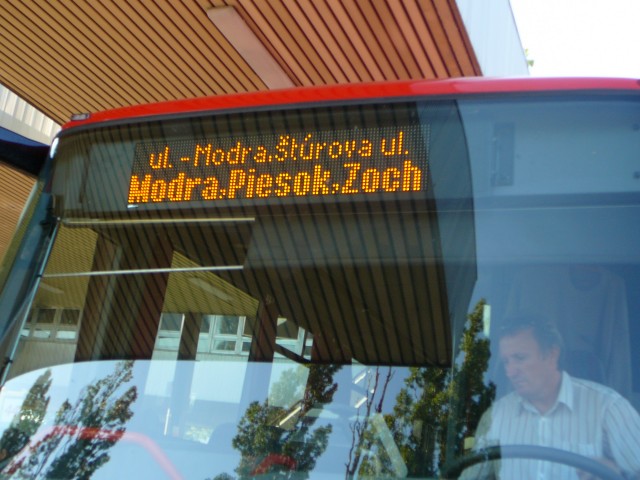 ul.-Modra,Štúrova ul.
Modra,Piesok,Zoch